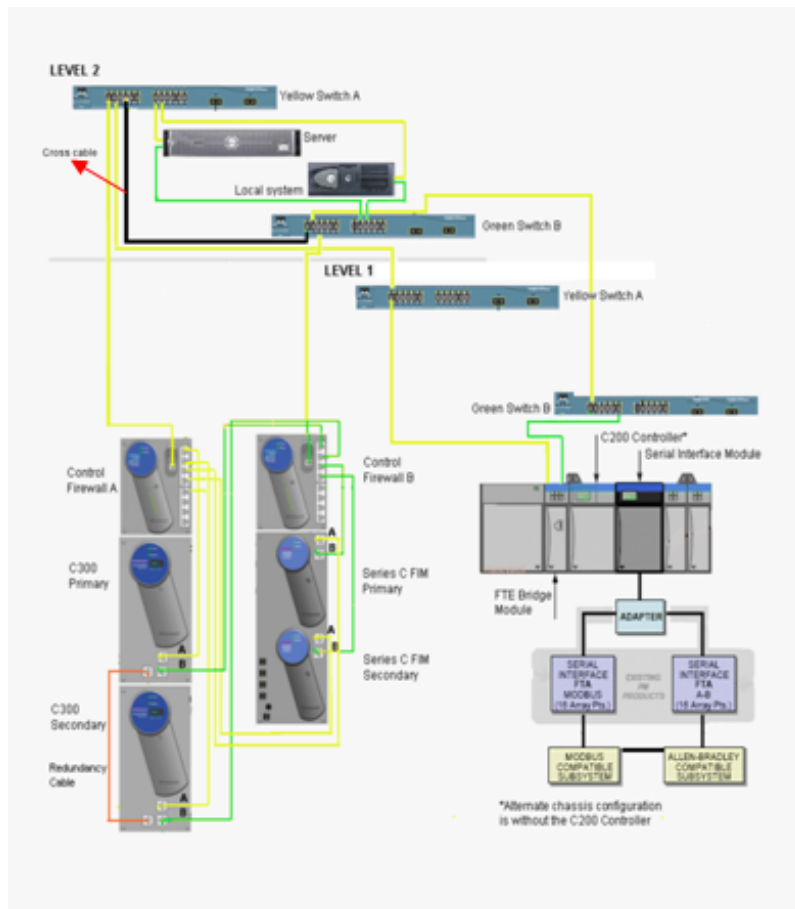 LEVEL 2
Yellow Switch A
Server
Cross cable
Local system
Green Switch B
LEVEL 1
Yellow Switch A
Green Switch B
C200 Controller*
Serial Interface Module
Control
Firewall A
Control
Firewall B
A
B
C300
Primary
Series C FIM
Primary
FTE Bridge
Module
ADAPTER
A
B
A
B
Series C FIM
Secondary
SERIAL
INTERFACE
FTA
MODBUS
(16 Array Pts.)
EXISTING
PM
PRODUCTS
SERIAL
INTERFACE
FTA
A-B
(16 Array Pts.)
C300
Secondary
Redundancy
Cable
MODBUS
COMPATIBLE
SUBSYSTEM
ALLEN-BRADLEY
COMPATIBLE
SUBSYSTEM
A
B
*Alternate chassis configuration
is without the C200 Controller